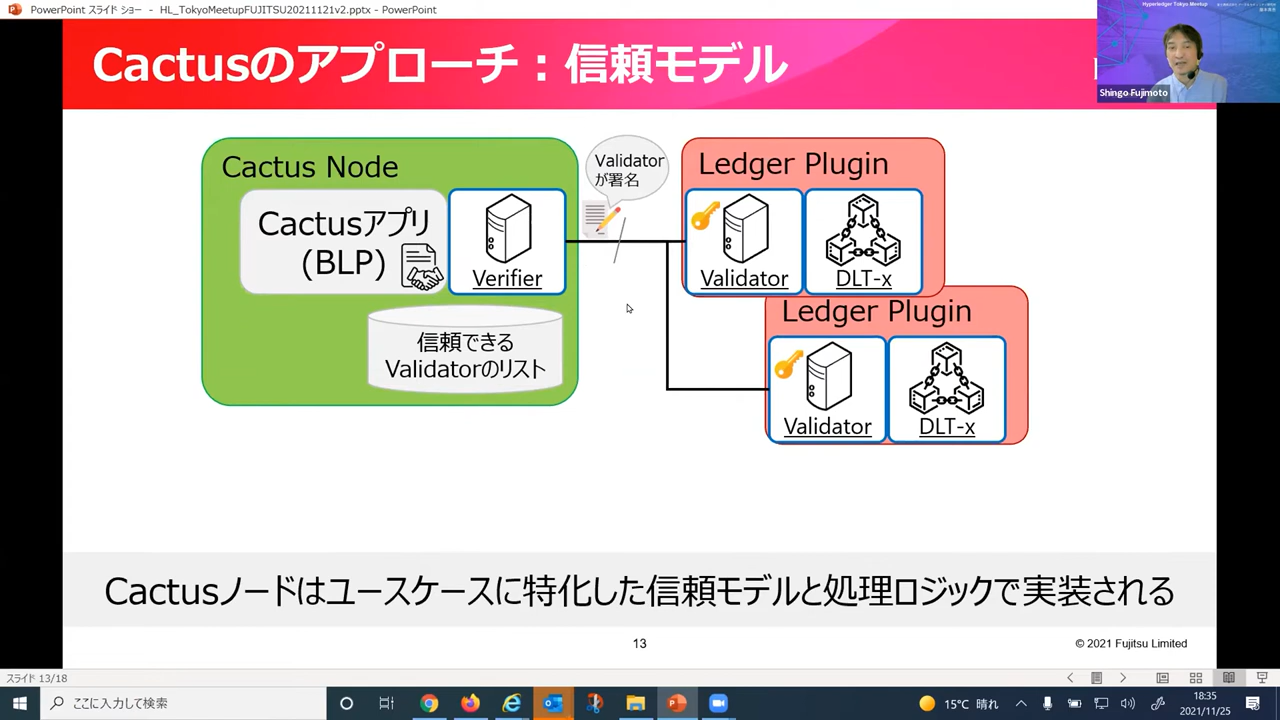 PowerPoint スライド ショー - HL_TokyoMeetupFUJITSU20211121v2.pptx - PowerPoint
Hyperledger Tokyo Meetup
Shingo Fujimoto
Cactusのアプローチ：信頼モデル
Cactus Node
Cactusアプリ
(BLP)
Verifier
信頼できる
Validatorのリスト
Validator
が署名
Ledger Plugin
Validator
DLT-x
Ledger Plugin
Validator
DLT-x
Cactusノードはユースケースに特化した信頼モデルと処理ロジックで実装される
13
© 2021 Fujitsu Limited
スライド 13/18
ここに入力して検索
15°C 晴れ
18:35
2021/11/25